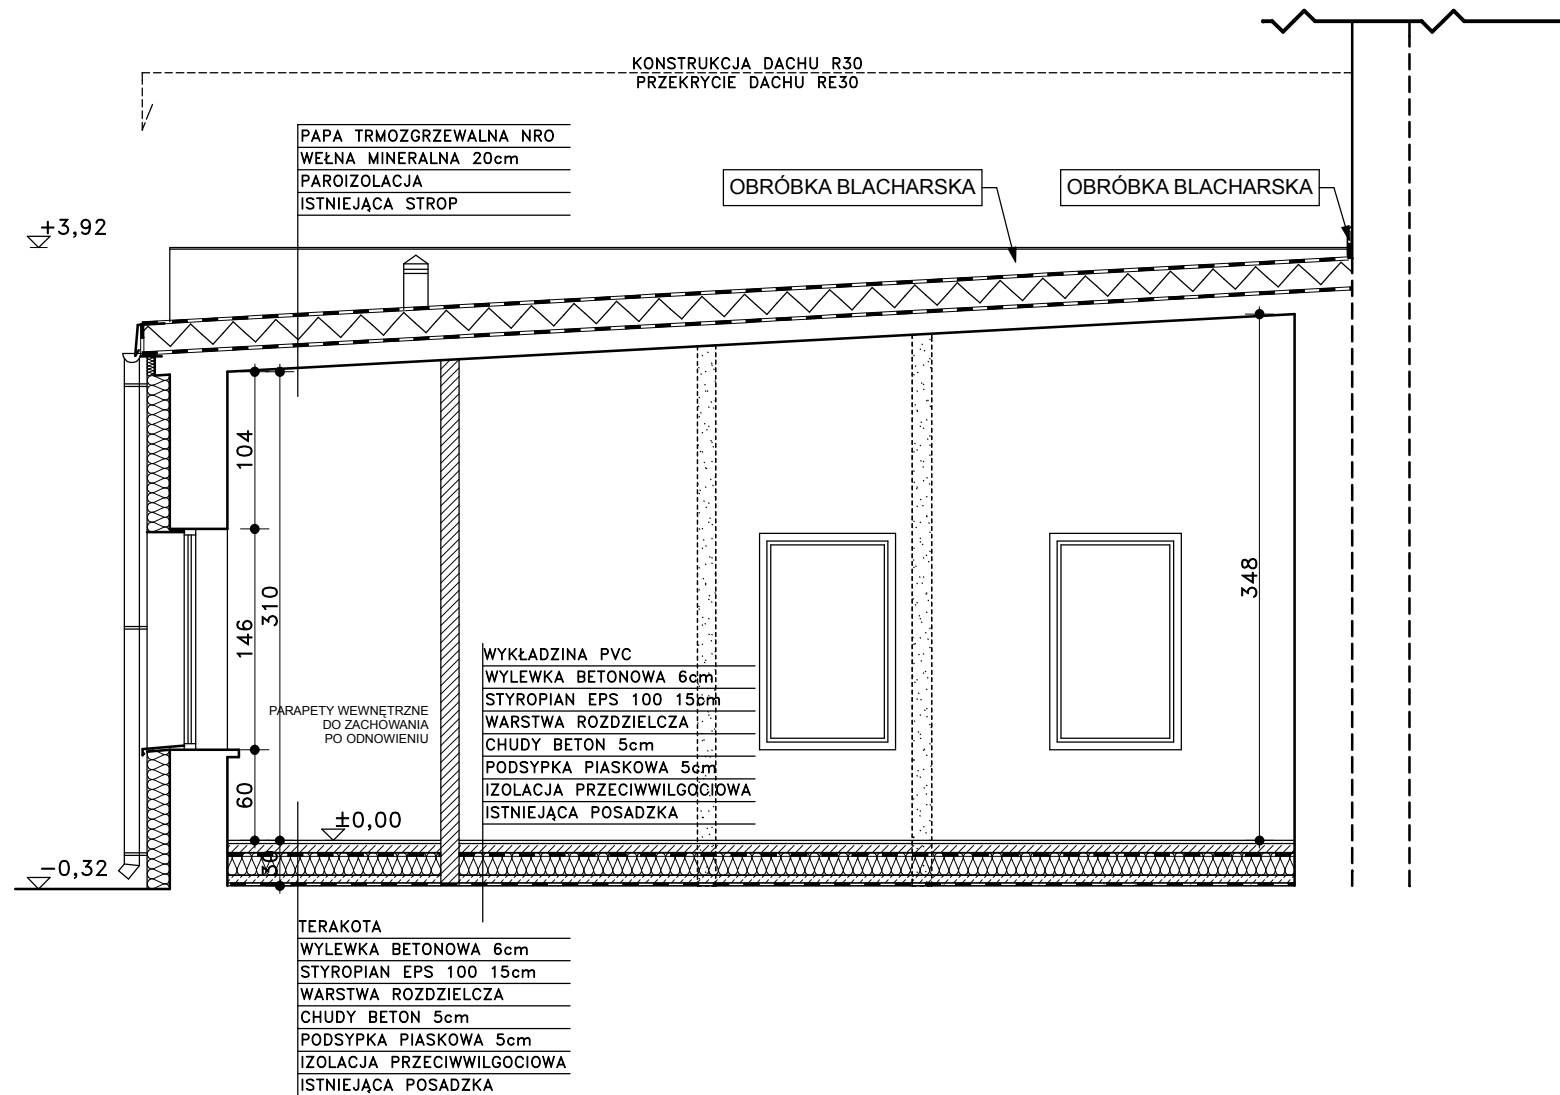 KONSTRUKCJA DACHU R30
PRZEKRYCIE DACHU RE30
PAPA TRMOZGRZEWALNA NRO
WEŁNA MINERALNA 20cm
PAROIZOLACJA
ISTNIEJĄCA STROP
OBRÓBKA BLACHARSKA
OBRÓBKA BLACHARSKA
+3,92
104
310
146
348
WYKŁADZINA PVC
WYLEWKA BETONOWA 6cm
STYROPIAN EPS 100 15cm
WARSTWA ROZDZIELCZA
CHUDY BETON 5cm
PODSYPKA PIASKOWA 5cm
IZOLACJA PRZECIWWILGOCIOWA
ISTNIEJĄCA POSADZKA
PARAPETY WEWNĘTRZNE
DO ZACHOWANIA
PO ODNOWIENIU
60
±0,00
30
-0,32
TERAKOTA
WYLEWKA BETONOWA 6cm
STYROPIAN EPS 100 15cm
WARSTWA ROZDZIELCZA
CHUDY BETON 5cm
PODSYPKA PIASKOWA 5cm
IZOLACJA PRZECIWWILGOCIOWA
ISTNIEJĄCA POSADZKA